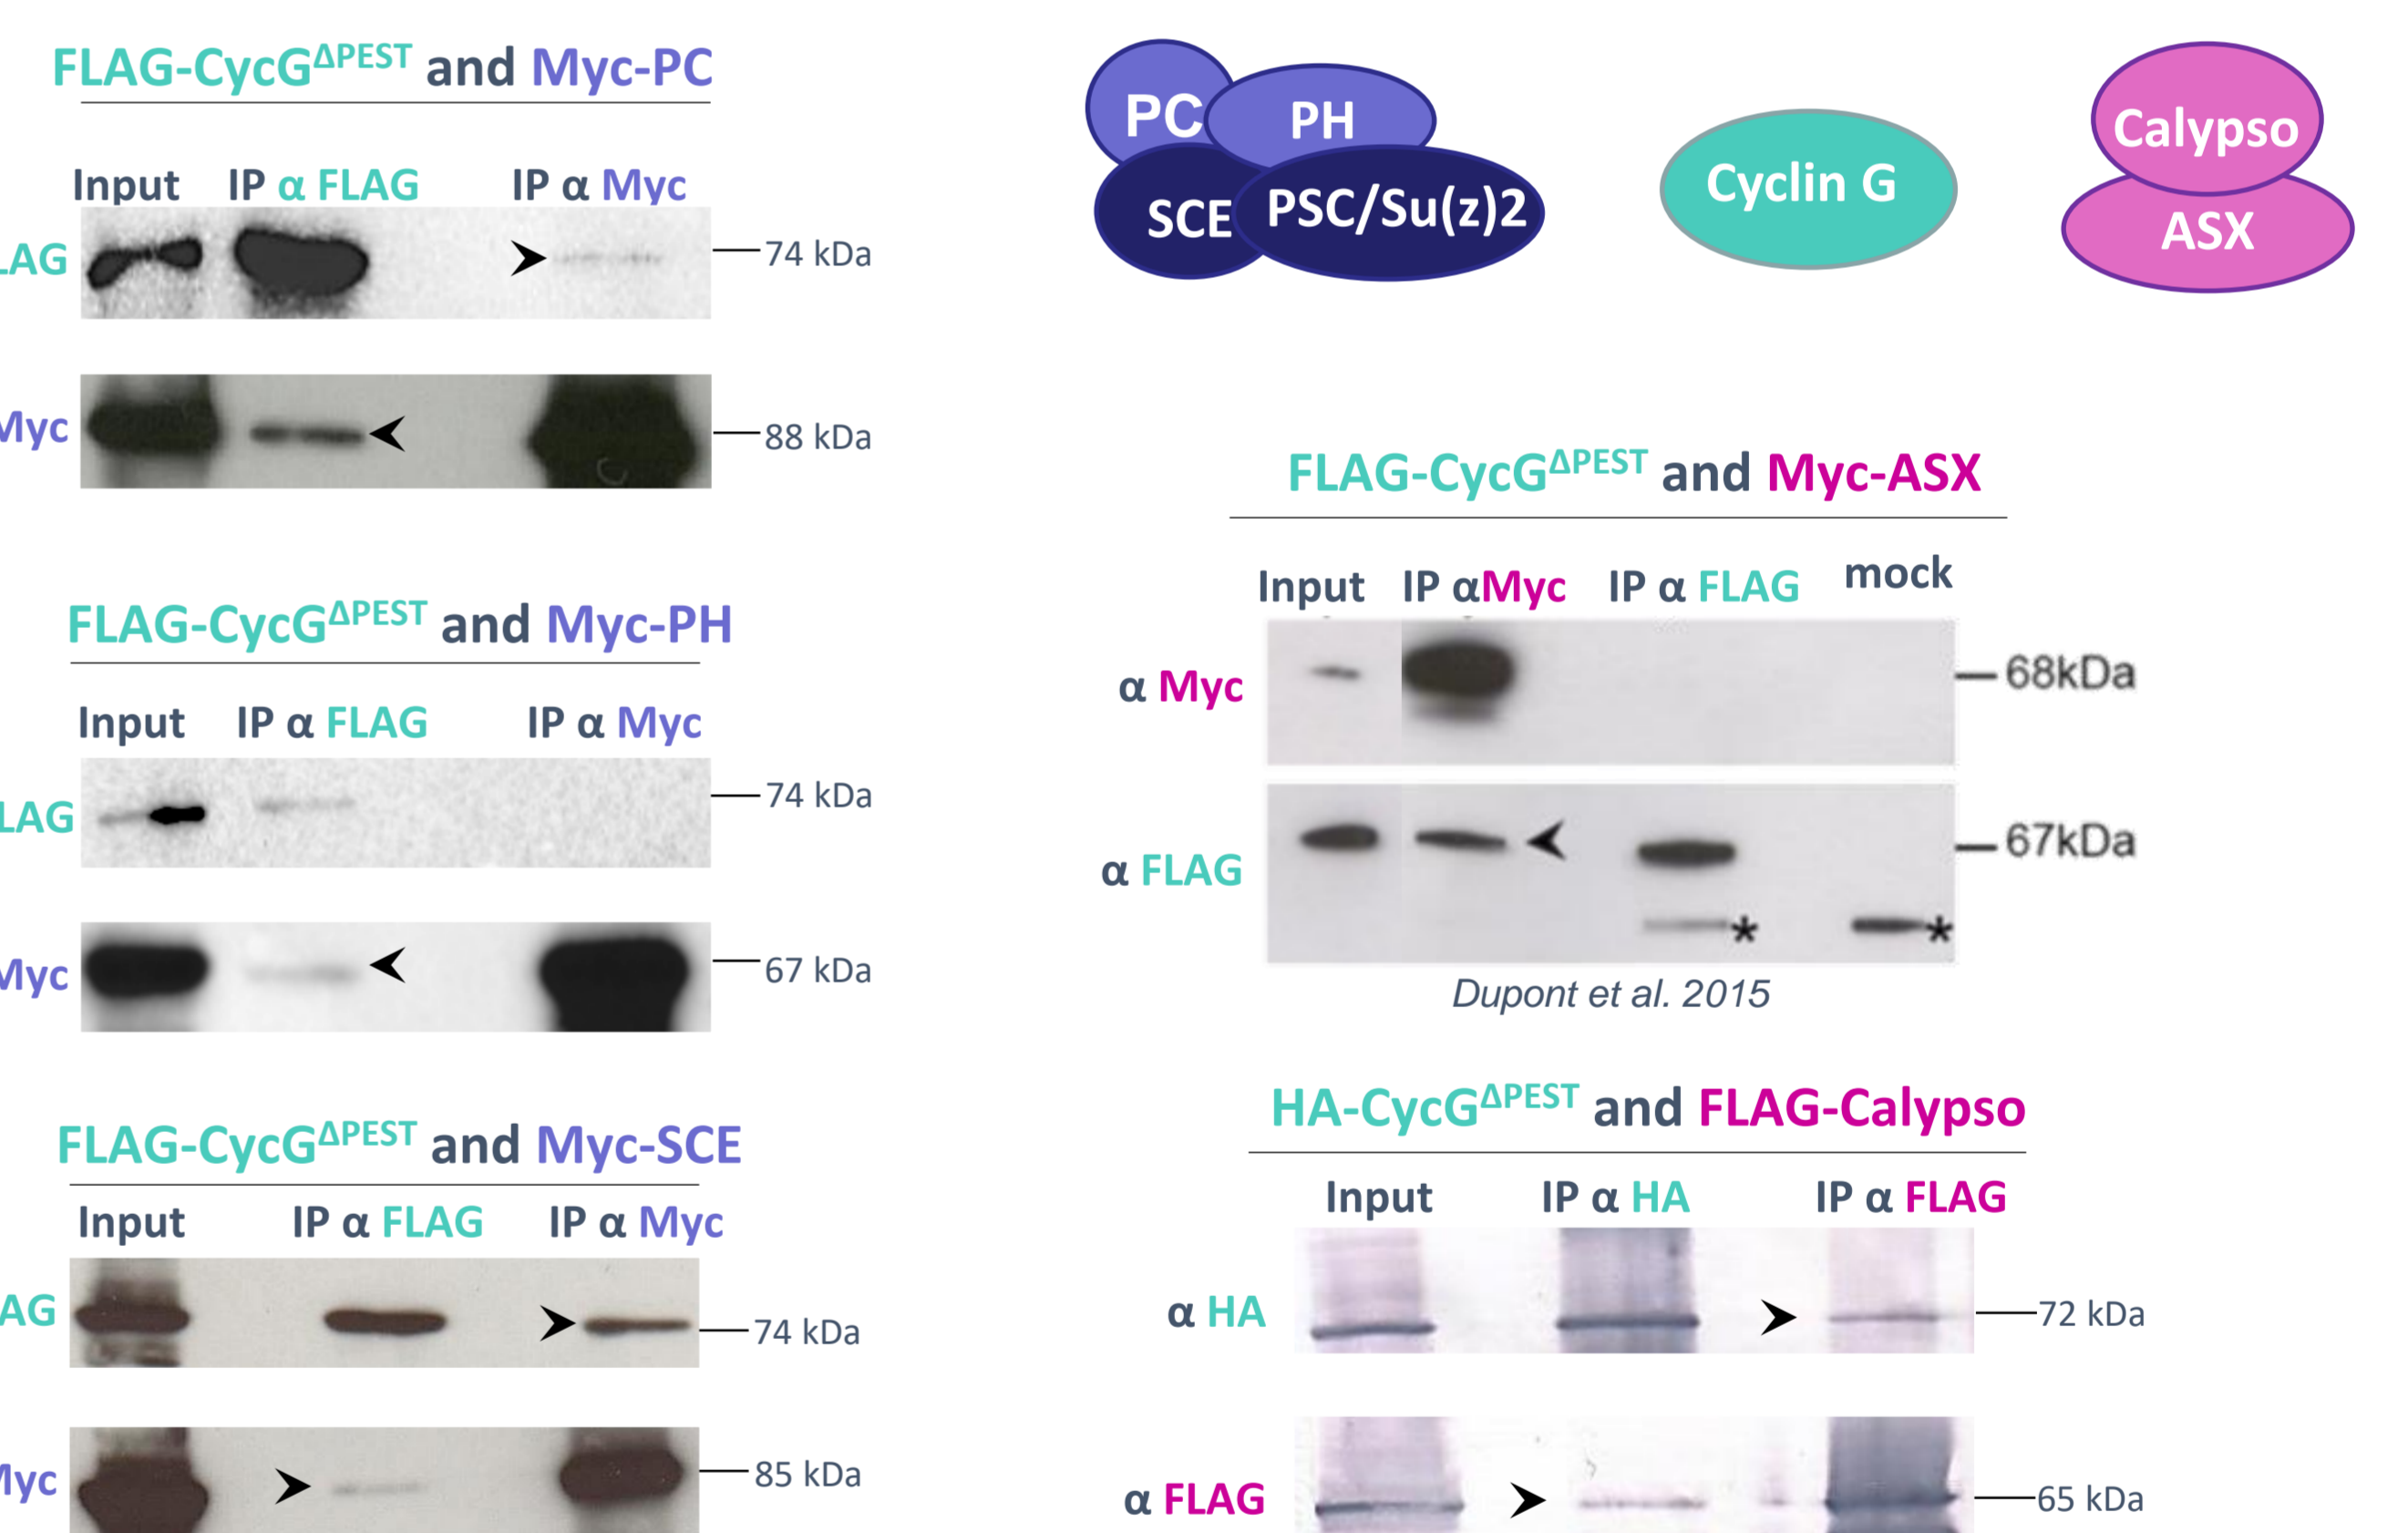 FLAG-CycGΔPEST and Myc-PC
Input IP α FLAG IP α Myc
LAG
74 kDa
Myc
88 kDa
FLAG-CycGΔPEST and Myc-PH
Input IP α FLAG IP α Myc
LAG
74 kDa
Myc
67 kDa
FLAG-CycGΔPEST and Myc-SCE
Input IP α FLAG IP α Myc
AG
74 kDa
Myc
85 kDa
PC PH
SCE PSC/Su(z)2
Cyclin G
Calypso
ASX
FLAG-CycGΔPEST and Myc-ASX
Input IP αMyc IP α FLAG mock
α Myc
68kDa
α FLAG
67kDa
* *
Dupont et al. 2015
HA-CycGΔPEST and FLAG-Calypso
Input IP α HA IP α FLAG
α HA
72 kDa
α FLAG
65 kDa